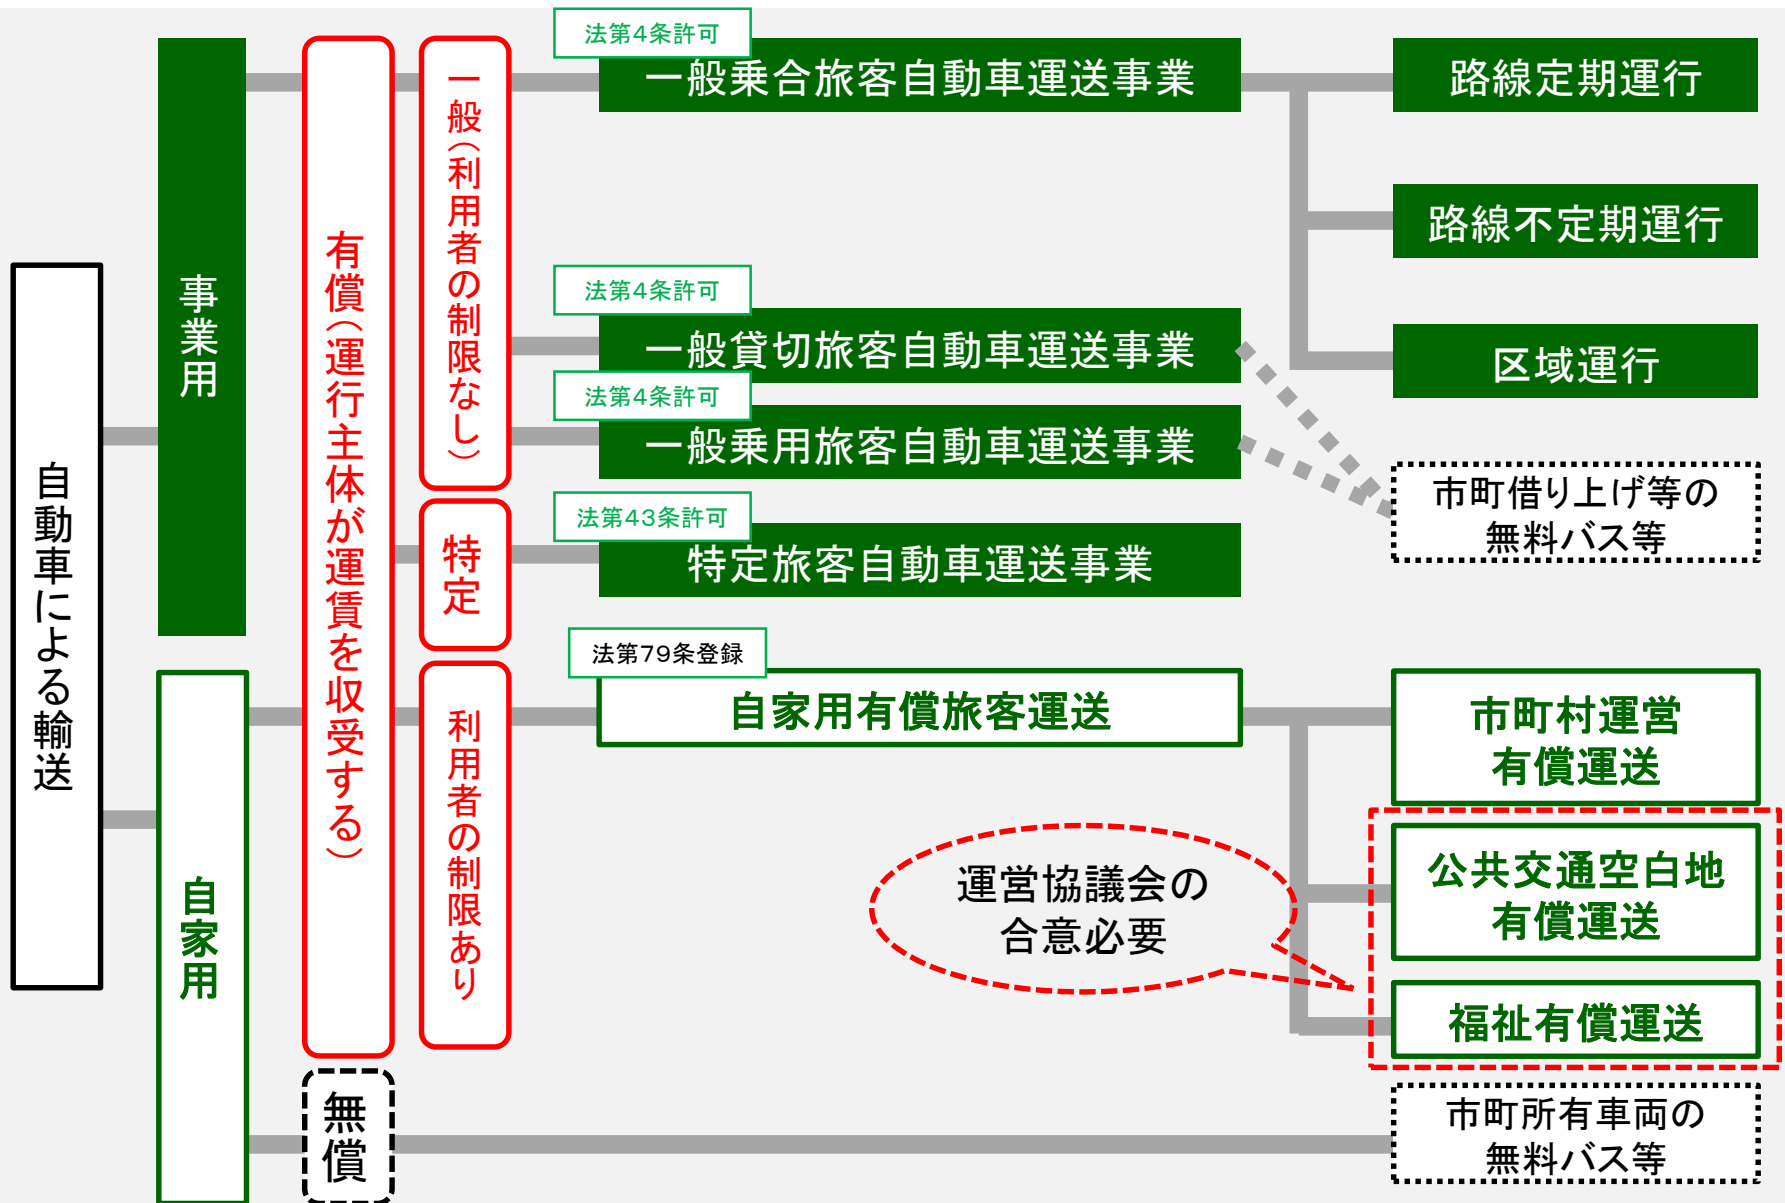 自動車による輸送
事業用
自家用
有償（運行主体が運賃を収受する）
無償
一般（利用者の制限なし）
特定
利用者の制限あり
法第4条許可
一般乗合旅客自動車運送事業
法第4条許可
一般貸切旅客自動車運送事業
法第4条許可
一般乗用旅客自動車運送事業
法第43条許可
特定旅客自動車運送事業
法第79条登録
自家用有償旅客運送
運営協議会の
合意必要
路線定期運行
路線不定期運行
区域運行
市町借り上げ等の
無料バス等
市町村運営
有償運送
公共交通空白地
有償運送
福祉有償運送
市町所有車両の
無料バス等